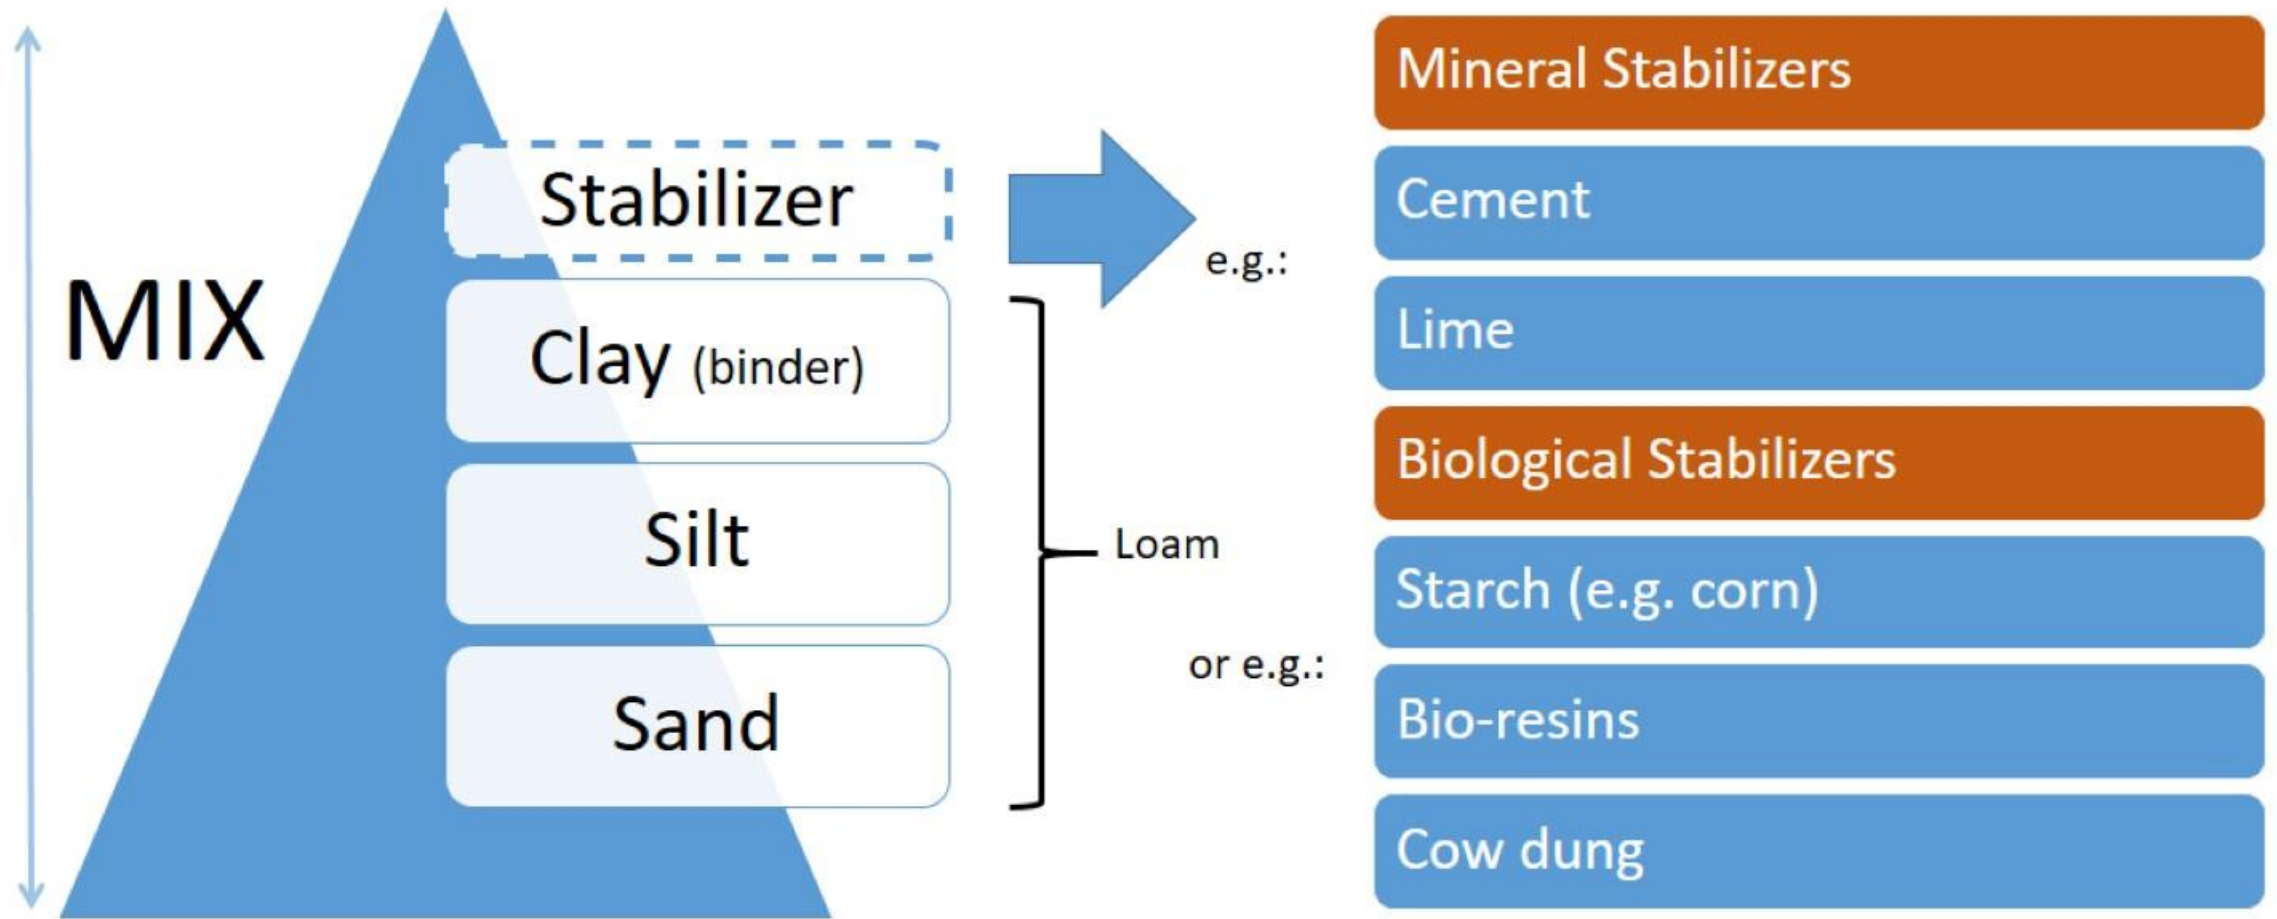 MIX
Stabilizer
Clay (binder)
Silt
Sand
Loam
e.g.:
or e.g.:
Mineral Stabilizers
Cement
Lime
Biological Stabilizers
Starch (e.g. corn)
Bio-resins
Cow dung